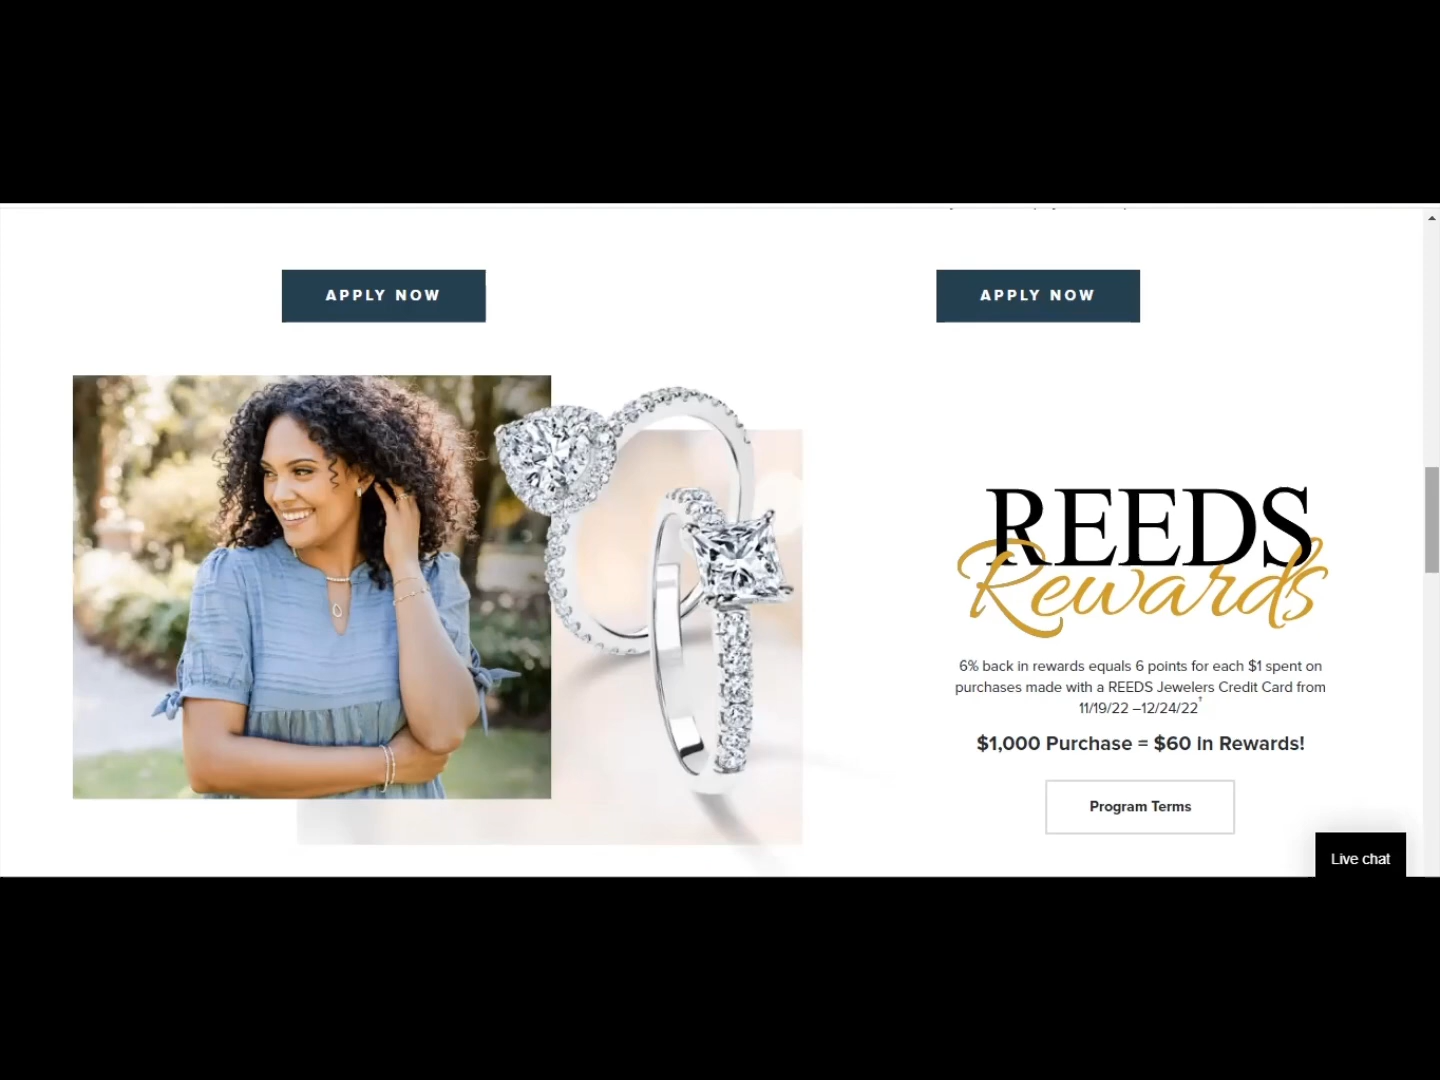 APPLY NOW
APPLY NOW
REEDS
Rewards
6% back in rewards equals 6 points for each $1 spent on
purchases made with a REEDS Jewelers Credit Card from
11/19/22 –12/24/22†
$1,000 Purchase = $60 in Rewards!
Program Terms
Live chat